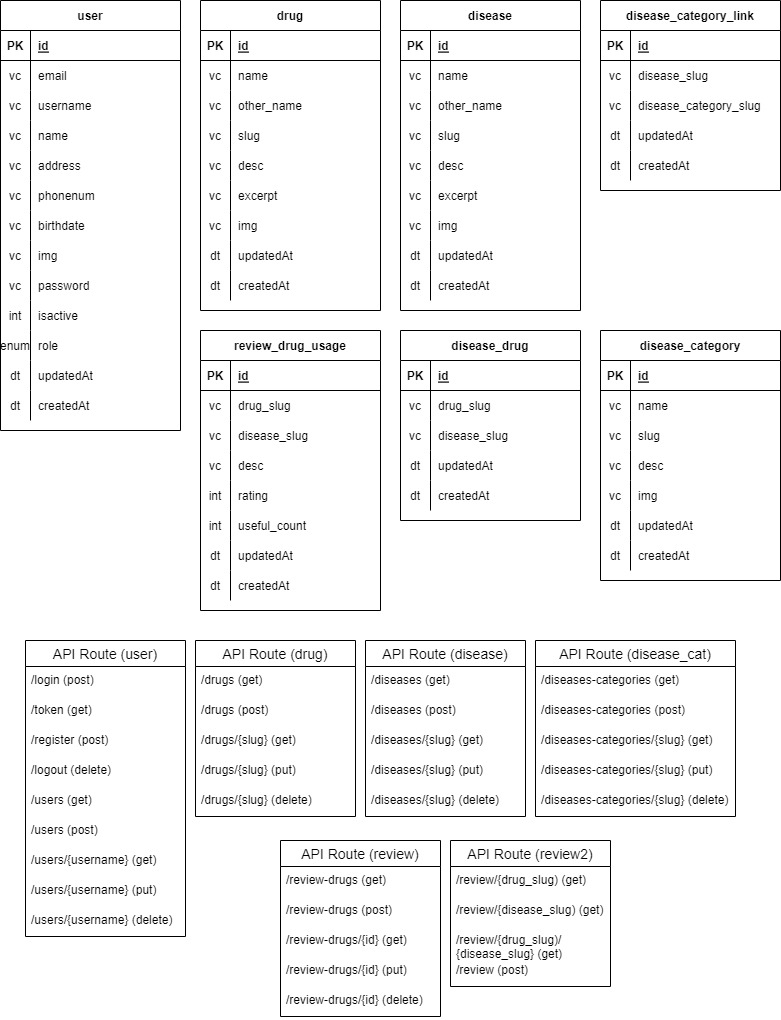 user
PK id
vc email
vc username
vc name
vc address
vc phonenum
vc birthdate
vc img
vc password
int isactive
enum role
dt updatedAt
dt createdAt
drug
PK id
vc name
vc other_name
vc slug
vc desc
vc excerpt
vc img
dt updatedAt
dt createdAt
disease
PK id
vc name
vc other_name
vc slug
vc desc
vc excerpt
vc img
dt updatedAt
dt createdAt
disease_category_link
PK id
vc disease_slug
vc disease_category_slug
dt updatedAt
dt createdAt
review_drug_usage
PK id
vc drug_slug
vc disease_slug
vc desc
int rating
int useful_count
dt updatedAt
dt createdAt
disease_drug
PK id
vc drug_slug
vc disease_slug
dt updatedAt
dt createdAt
disease_category
PK id
vc name
vc slug
vc desc
vc img
dt updatedAt
dt createdAt
API Route (user)
/login (post)
/token (get)
/register (post)
/logout (delete)
/users (get)
/users (post)
/users/{username} (get)
/users/{username} (put)
/users/{username} (delete)
API Route (drug)
/drugs (get)
/drugs (post)
/drugs/{slug} (get)
/drugs/{slug} (put)
/drugs/{slug} (delete)
API Route (disease)
/diseases (get)
/diseases (post)
/diseases/{slug} (get)
/diseases/{slug} (put)
/diseases/{slug} (delete)
API Route (disease_cat)
/diseases-categories (get)
/diseases-categories (post)
/diseases-categories/{slug} (get)
/diseases-categories/{slug} (put)
/diseases-categories/{slug} (delete)
API Route (review)
/review-drugs (get)
/review-drugs (post)
/review-drugs/{id} (get)
/review-drugs/{id} (put)
/review-drugs/{id} (delete)
API Route (review2)
/review/{drug_slug) (get)
/review/{disease_slug) (get)
/review/{drug_slug)/
{disease_slug} (get)
/review (post)